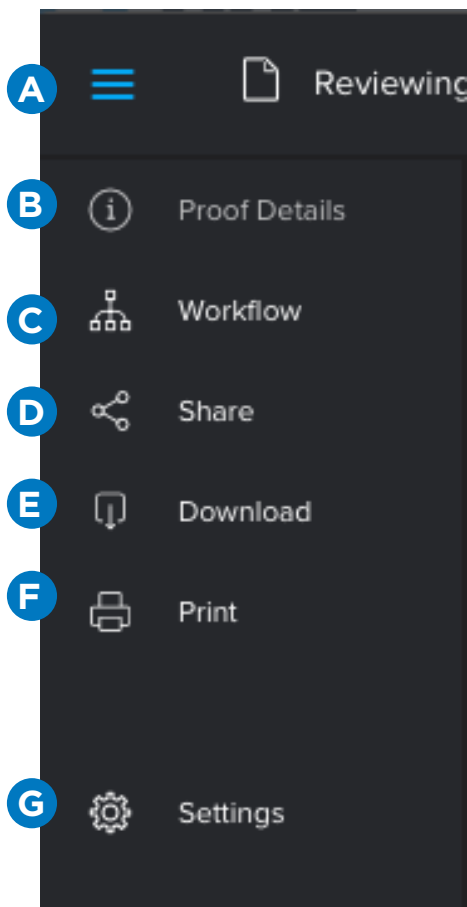 A Reviewing
B Proof Details
C Workflow
D Share
E Download
F Print
G Settings